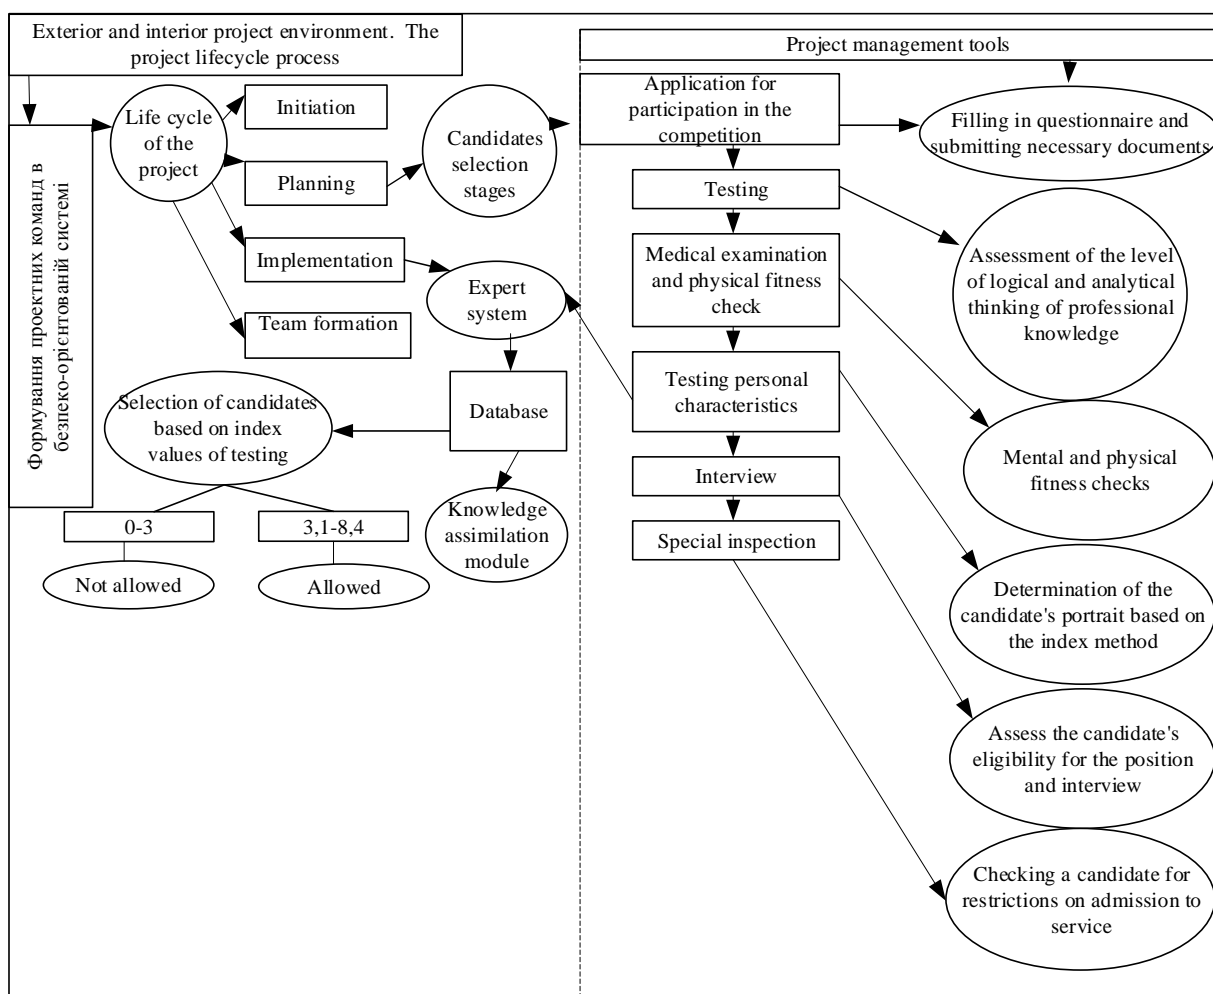 Exterior and interior project environment. The
project lifecycle process
Project management tools
Формування проектних команд в
безпеко-орієнтованій системі
Life cycle
of the
project
Initiation
Planning
Implementation
Team formation
Candidates
selection
stages
Expert
system
Database
Knowledge
assimilation
module
Selection of candidates
based on index
values of testing
0-3
3,1-8,4
Not allowed
Allowed
Application for
participation in the
competition
Testing
Medical examination
and physical fitness
check
Testing personal
characteristics
Interview
Special inspection
Filling in questionnaire and
submitting necessary documents
Assessment of the level
of logical and analytical
thinking of professional
knowledge
Mental and physical
fitness checks
Determination of the
candidate's portrait based on
the index method
Assess the candidate's
eligibility for the position
and interview
Checking a candidate for
restrictions on admission to
service